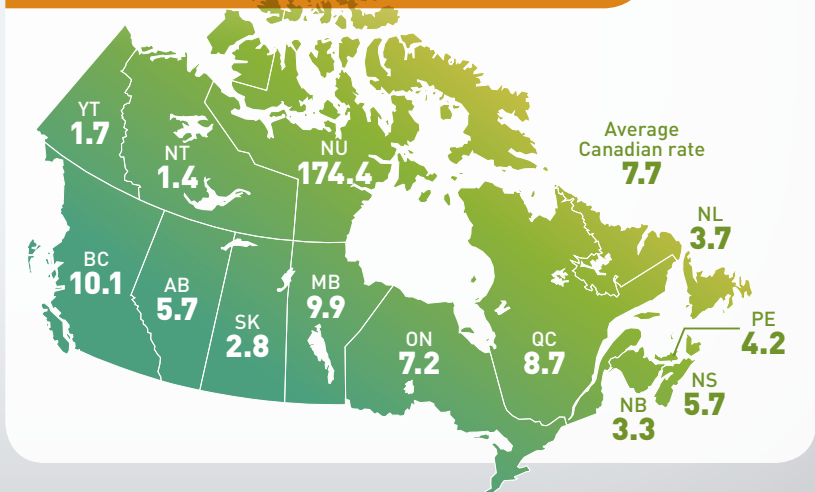 YT
1.7
NT
1.4
NU
174.4
Average
Canadian rate
7.7
NL
3.7
BC
10.1
AB
5.7
SK
2.8
MB
9.9
ON
7.2
QC
8.7
PE
4.2
NS
5.7
NB
3.3